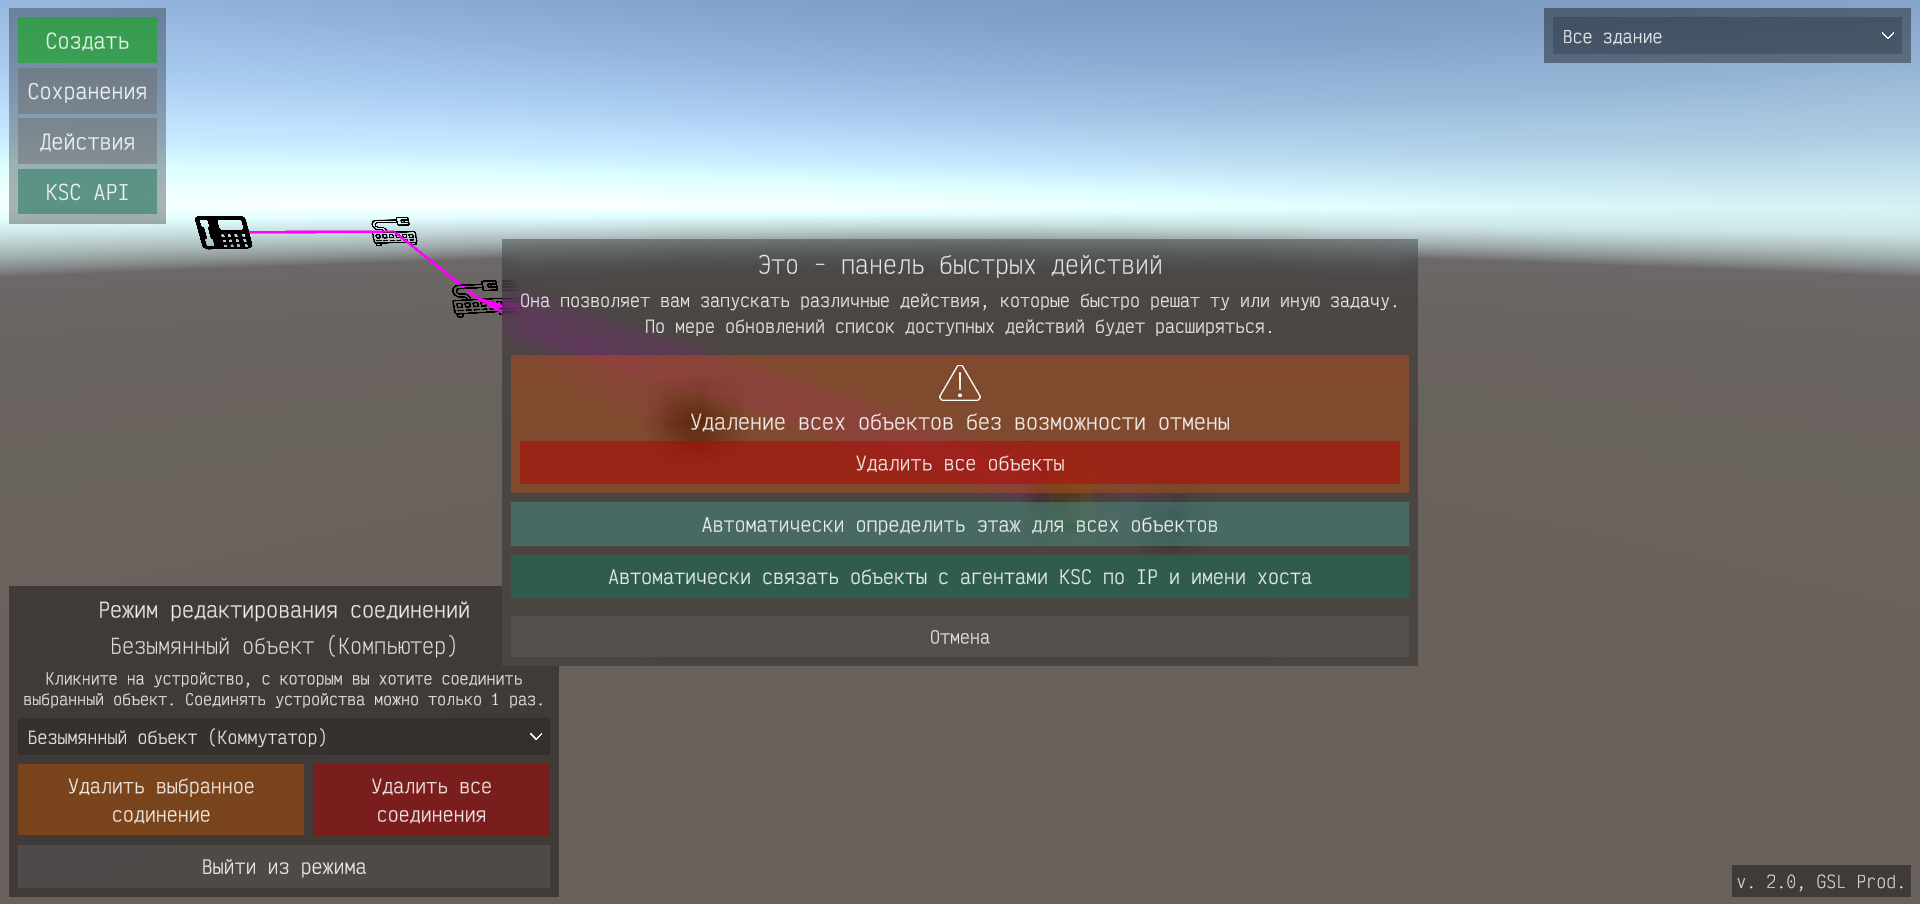 Создать
Сохранения
Действия
KSC API
Все здание
Это - панель быстрых действий
Она позволяет вам запускать различные действия, которые быстро решат ту или иную задачу.
По мере обновлений список доступных действий будет расширяться.
Удаление всех объектов без возможности отмены
Удалить все объекты
Автоматически определить этаж для всех объектов
Автоматически связать объекты с агентами KSC по IP и имени хоста
Отмена
Режим редактирования соединений
Безымянный объект (Компьютер)
Кликните на устройство, с которым вы хотите соединить
выбранный объект. Соединять устройства можно только 1 раз.
Безымянный объект (Коммутатор)
Удалить выбранное
содинение
Удалить все
соединения
Выйти из режима
v. 2.0, GSL Prod.